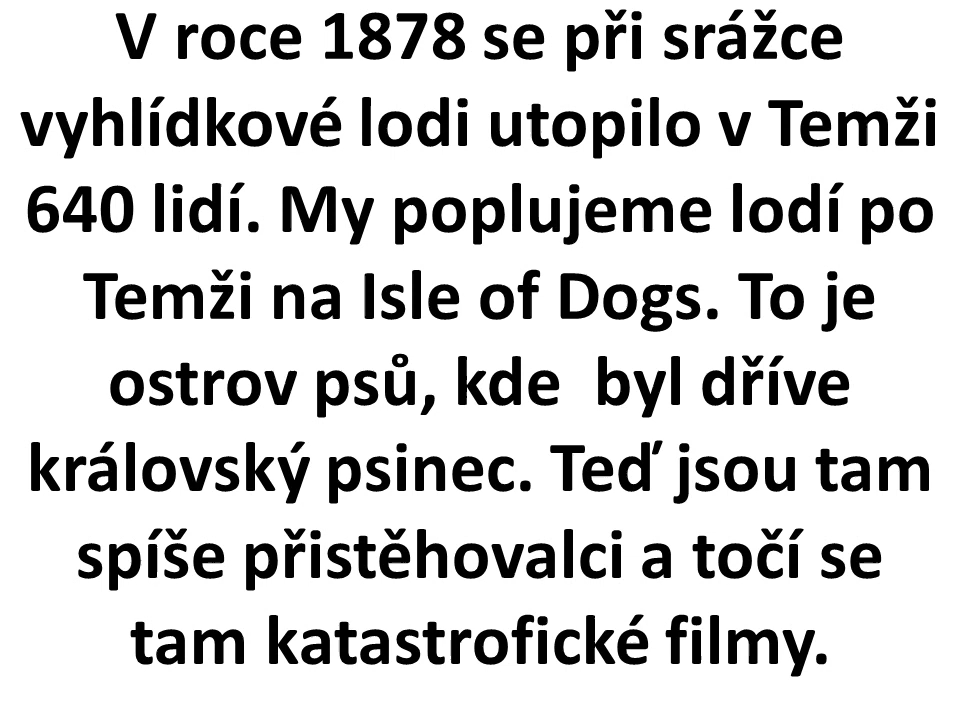 V roce 1878 se při srážce
vyhlídkové lodi utopilo v Temži
640 lidí. My poplujeme lodí po
Temži na Isle of Dogs. To je
ostrov psů, kde  byl dříve
královský psinec. Teď jsou tam
spíše přistěhovalci a točí se
tam katastrofické filmy.